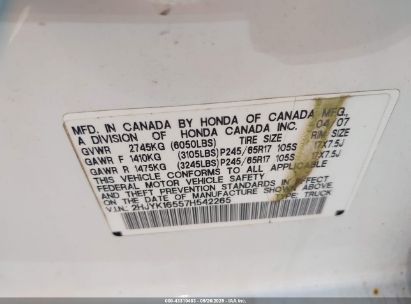 MFD. IN CANADA BY HONDA OF CANADA MFG.,
A DIVISION OF HONDA CANADA INC. 04/07
GVWR 2745KG (6050LBS) TIRE SIZE RIM SIZE
GAWR F 1410KG (3105LBS) P245/65R17 105S 17X7.5J
GAWR R 1475KG (3245LBS) P245/65R17 105S 17X7.5J
THIS VEHICLE CONFORMS TO ALL APPLICABLE
FEDERAL MOTOR VEHICLE SAFETY
AND THEFT PREVENTION STANDARDS IN EFFECT
ON THE DATE OF MANUFACTURE SHOWN ABOVE.
V.I.N. 2HJYK16557H542265 TYPE: TRUCK